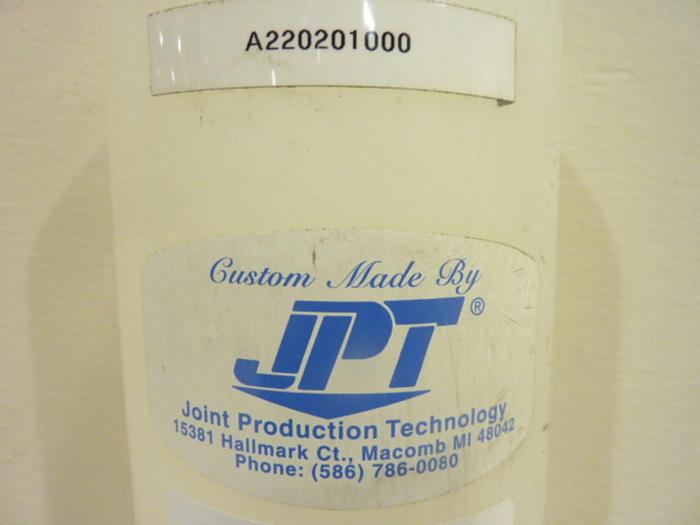 A220201000
Custom Made By
JPT®
Joint Production Technology
15381 Hallmark Ct., Macomb MI 48042
Phone: (586) 786-0080